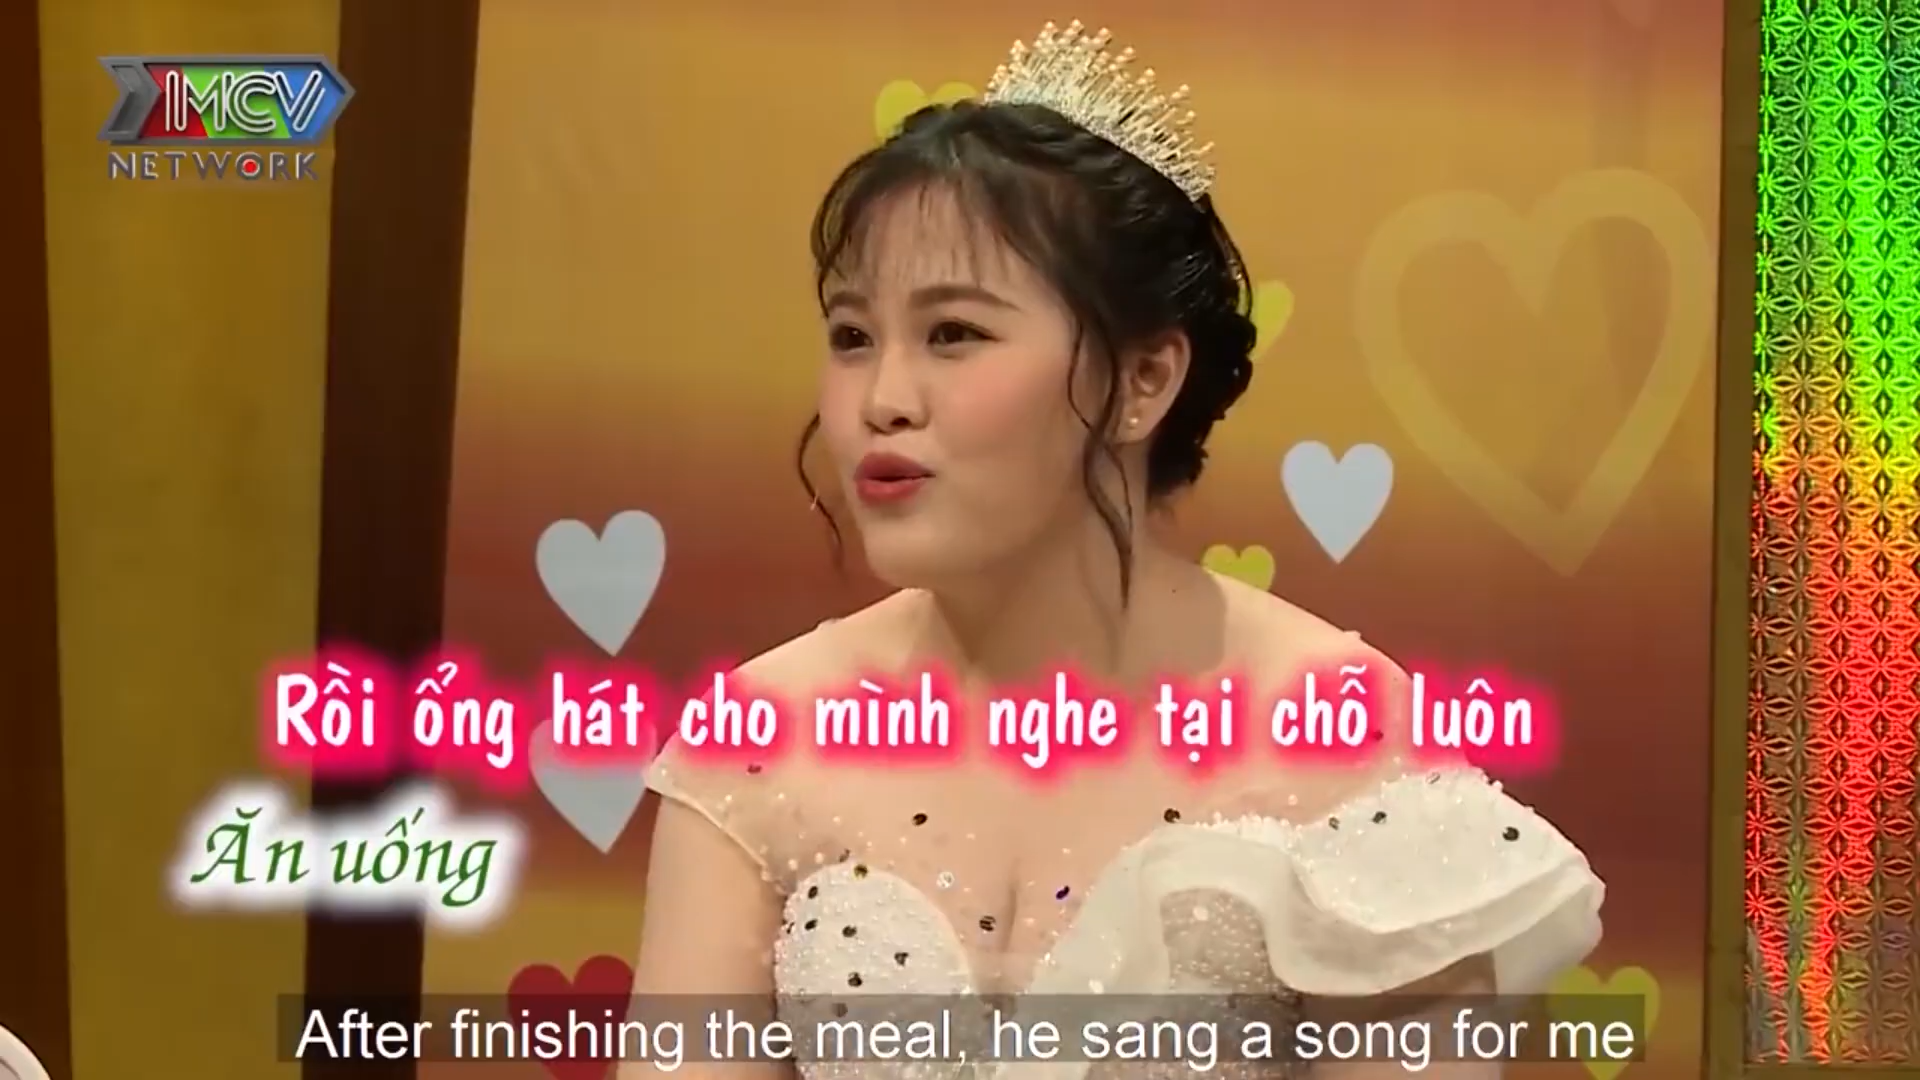 MCV
NETWORK
Rồi ổng hát cho mình nghe tại chỗ luôn
Ăn uống
After finishing the meal, he sang a song for me